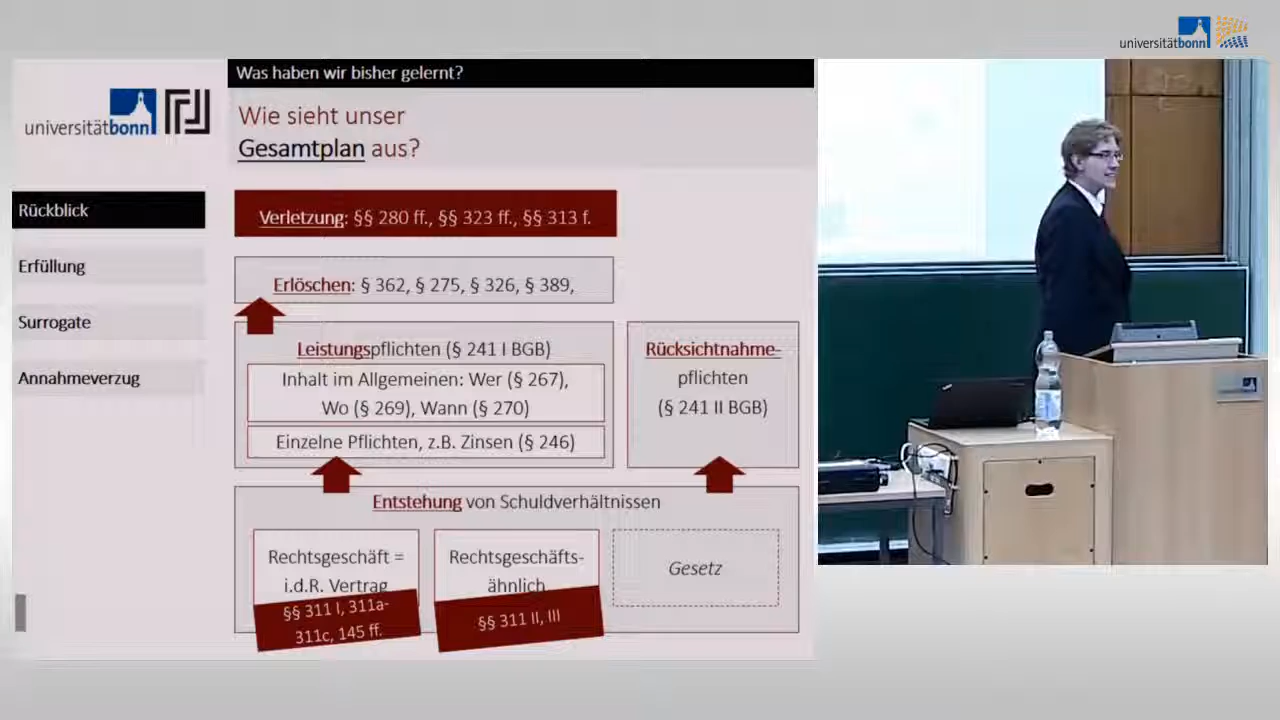 universitätbonn
Was haben wir bisher gelernt?
universitätbonn
Wie sieht unser
Gesamtplan aus?
Rückblick
Erfüllung
Surrogate
Annahmeverzug
Verletzung: §§ 280 ff., §§ 323 ff., §§ 313 f.
Erlöschen: § 362, § 275, § 326, § 389,
Leistungspflichten (§ 241 I BGB)
Inhalt im Allgemeinen: Wer (§ 267),
Wo (§ 269), Wann (§ 270)
Einzelne Pflichten, z.B. Zinsen (§ 246)
Rücksichtnahme-
pflichten
(§ 241 II BGB)
Entstehung von Schuldverhältnissen
Rechtsgeschäft =
i.d.R. Vertrag
§§ 311 I, 311a-
311c, 145 ff.
Rechtsgeschäfts-
ähnlich
§§ 311 II, III
Gesetz